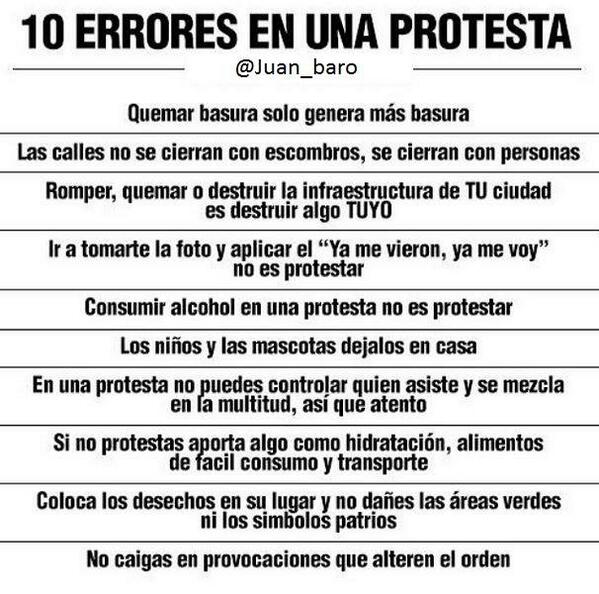 10 ERRORES EN UNA PROTESTA
@Juan_baro
Quemar basura solo genera más basura
Las calles no se cierran con escombros, se cierran con personas
Romper, quemar o destruir la infraestructura de TU ciudad
es destruir algo TUYO
Ir a tomarte la foto y aplicar el “Ya me vieron, ya me voy”
no es protestar
Consumir alcohol en una protesta no es protestar
Los niños y las mascotas dejalos en casa
En una protesta no puedes controlar quien asiste y se mezcla
en la multitud, así que atento
Si no protestas aporta algo como hidratación, alimentos
de facil consumo y transporte
Coloca los desechos en su lugar y no dañes las áreas verdes
ni los simbolos patrios
No caigas en provocaciones que alteren el orden